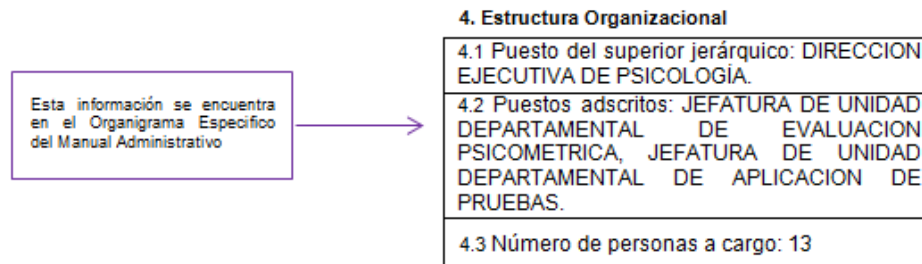 4. Estructura Organizacional
4.1 Puesto del superior jerárquico: DIRECCION
EJECUTIVA DE PSICOLOGÍA.
4.2 Puestos adscritos: JEFATURA DE UNIDAD
DEPARTAMENTAL DE EVALUACION
PSICOMETRICA, JEFATURA DE UNIDAD
DEPARTAMENTAL DE APLICACION DE
PRUEBAS.
4.3 Número de personas a cargo: 13
Esta información se encuentra
en el Organigrama Especifico
del Manual Administrativo